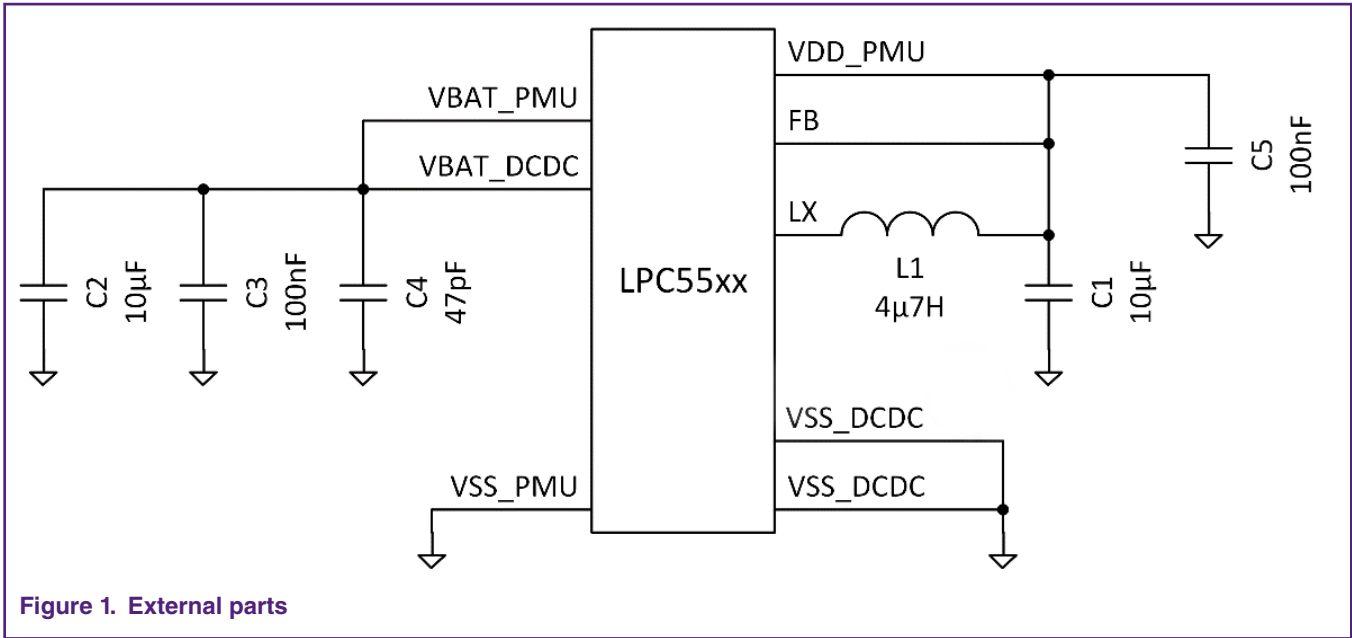 VDD_PMU
VBAT_PMU
FB
VBAT_DCDC
C5
100nF
LX
LPC55xx
L1
4µ7H
C2
10µF
C3
100nF
C4
47pF
C1
10µF
VSS_DCDC
VSS_PMU
VSS_DCDC
Figure 1. External parts